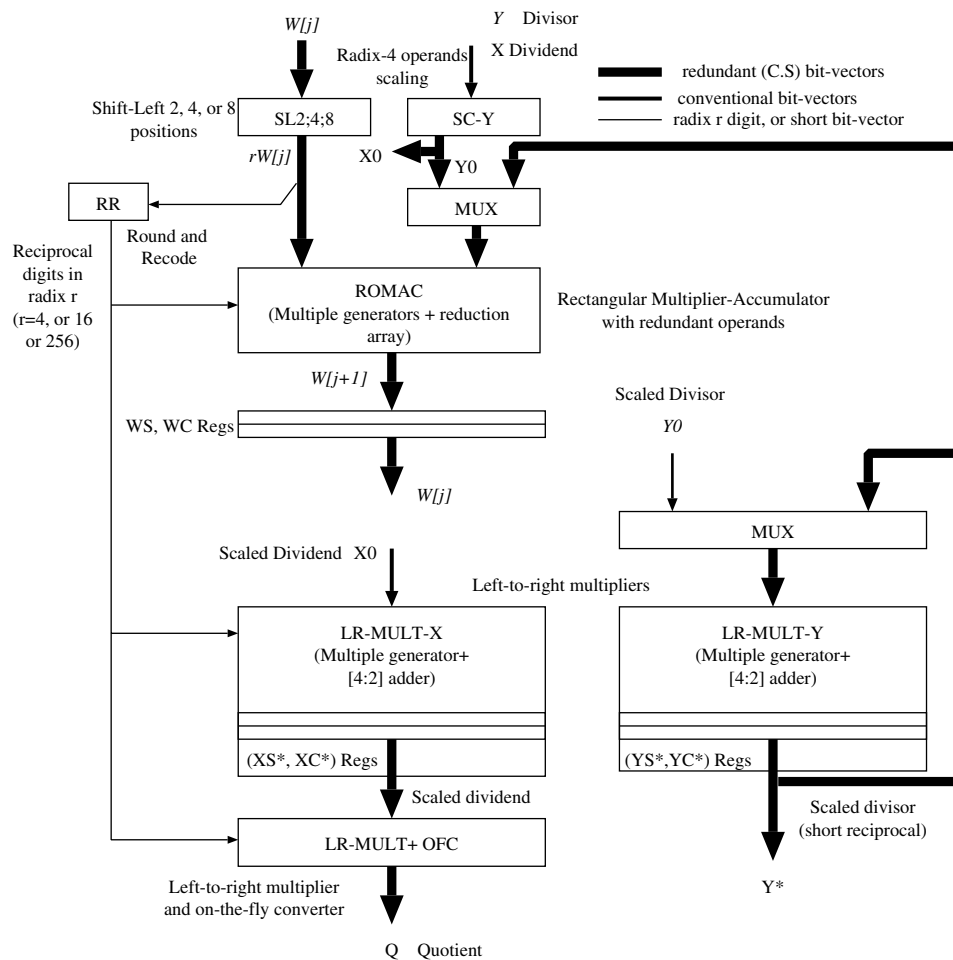 W[j]
Y Divisor
X Dividend
Radix-4 operands
scaling
redundant (C.S) bit-vectors
conventional bit-vectors
radix r digit, or short bit-vector
Shift-Left 2, 4, or 8
positions
SL2;4;8
SC-Y
rW[j]
X0
Y0
RR
MUX
Round and
Recode
Reciprocal
digits in
radix r
(r=4, or 16
or 256)
ROMAC
(Multiple generators + reduction
array)
Rectangular Multiplier-Accumulator
with redundant operands
W[j+1]
WS, WC Regs
W[j]
Scaled Divisor
Y0
MUX
Scaled Dividend X0
Left-to-right multipliers
LR-MULT-X
(Multiple generator+
[4:2] adder)
LR-MULT-Y
(Multiple generator+
[4:2] adder)
(XS*, XC*) Regs
(YS*,YC*) Regs
Scaled dividend
Scaled divisor
(short reciprocal)
LR-MULT+ OFC
Left-to-right multiplier
and on-the-fly converter
Y*
Q Quotient